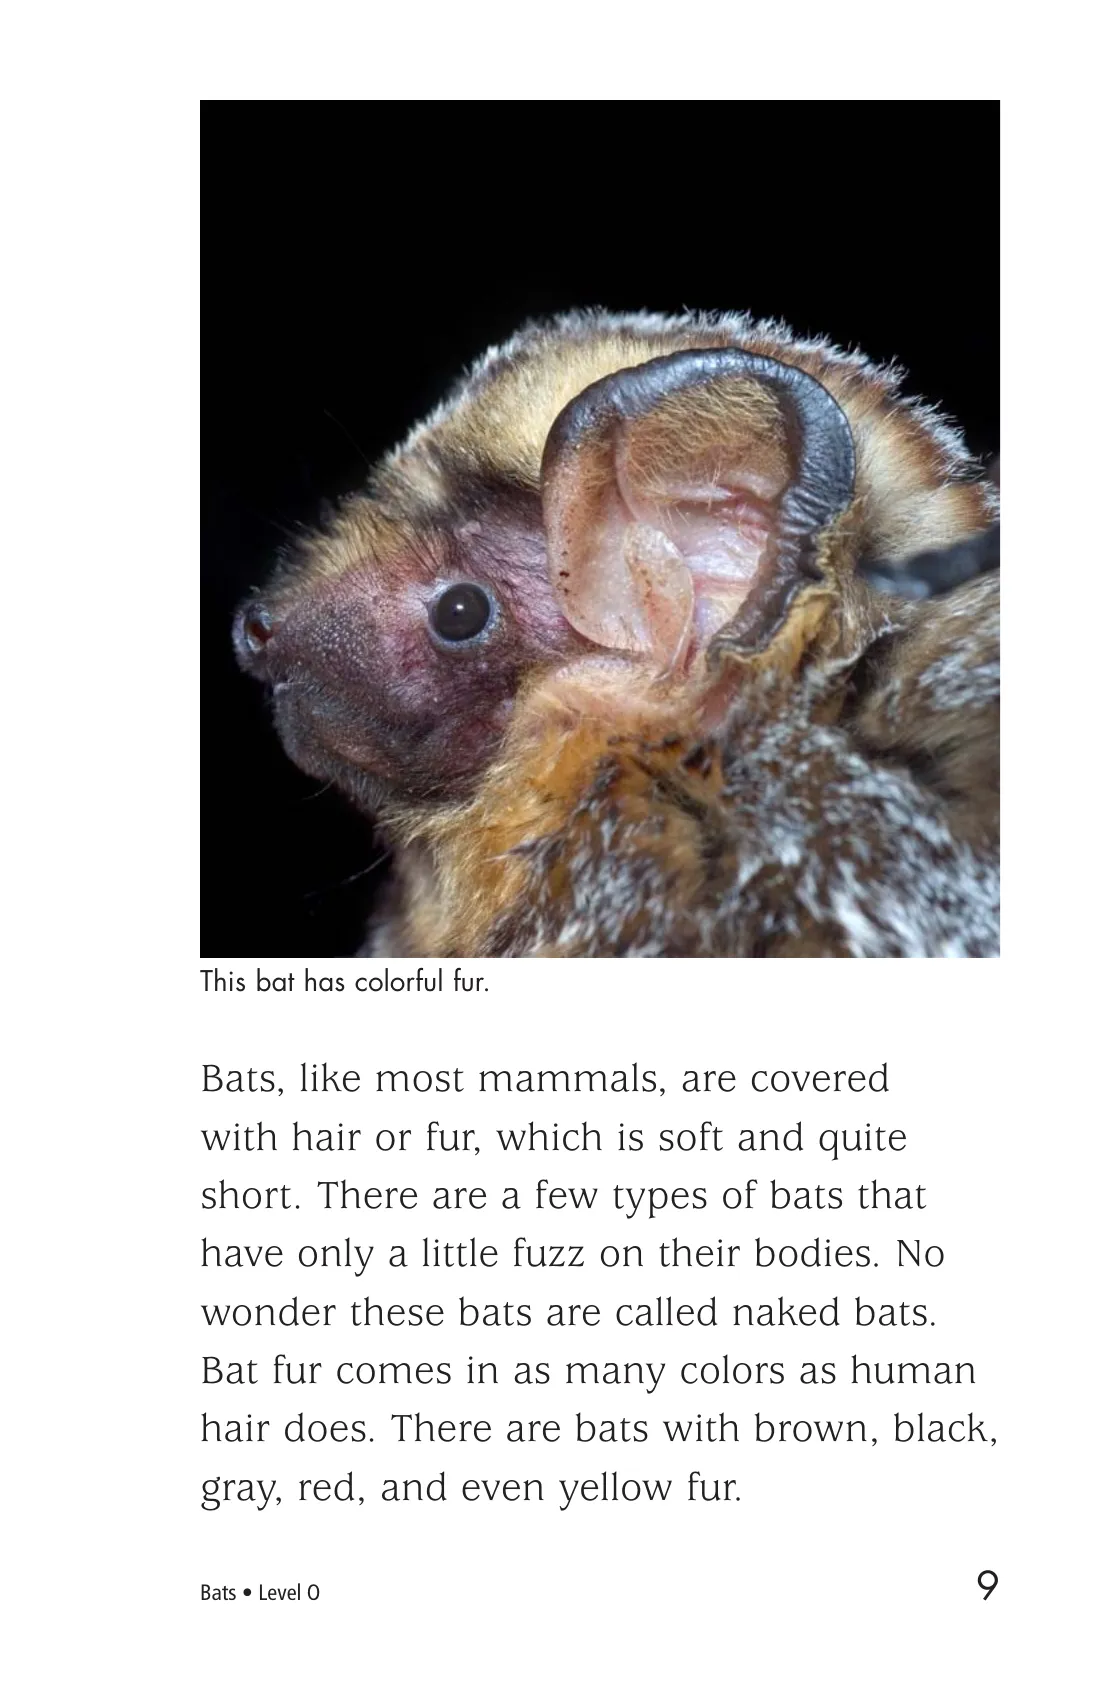 This bat has colorful fur.
Bats, like most mammals, are covered
with hair or fur, which is soft and quite
short. There are a few types of bats that
have only a little fuzz on their bodies. No
wonder these bats are called naked bats.
Bat fur comes in as many colors as human
hair does. There are bats with brown, black,
gray, red, and even yellow fur.
Bats • Level O
9